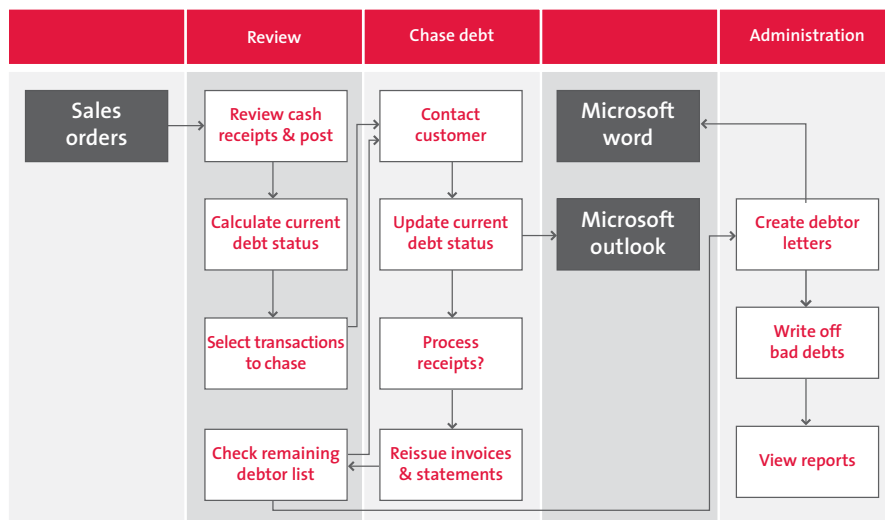 Review
Chase debt
Administration
Sales
orders
Review cash
receipts & post
Contact
customer
Microsoft
word
Calculate current
debt status
Update current
debt status
Microsoft
outlook
Create debtor
letters
Select transactions
to chase
Process
receipts?
Write off
bad debts
Check remaining
debtor list
Reissue invoices
& statements
View reports